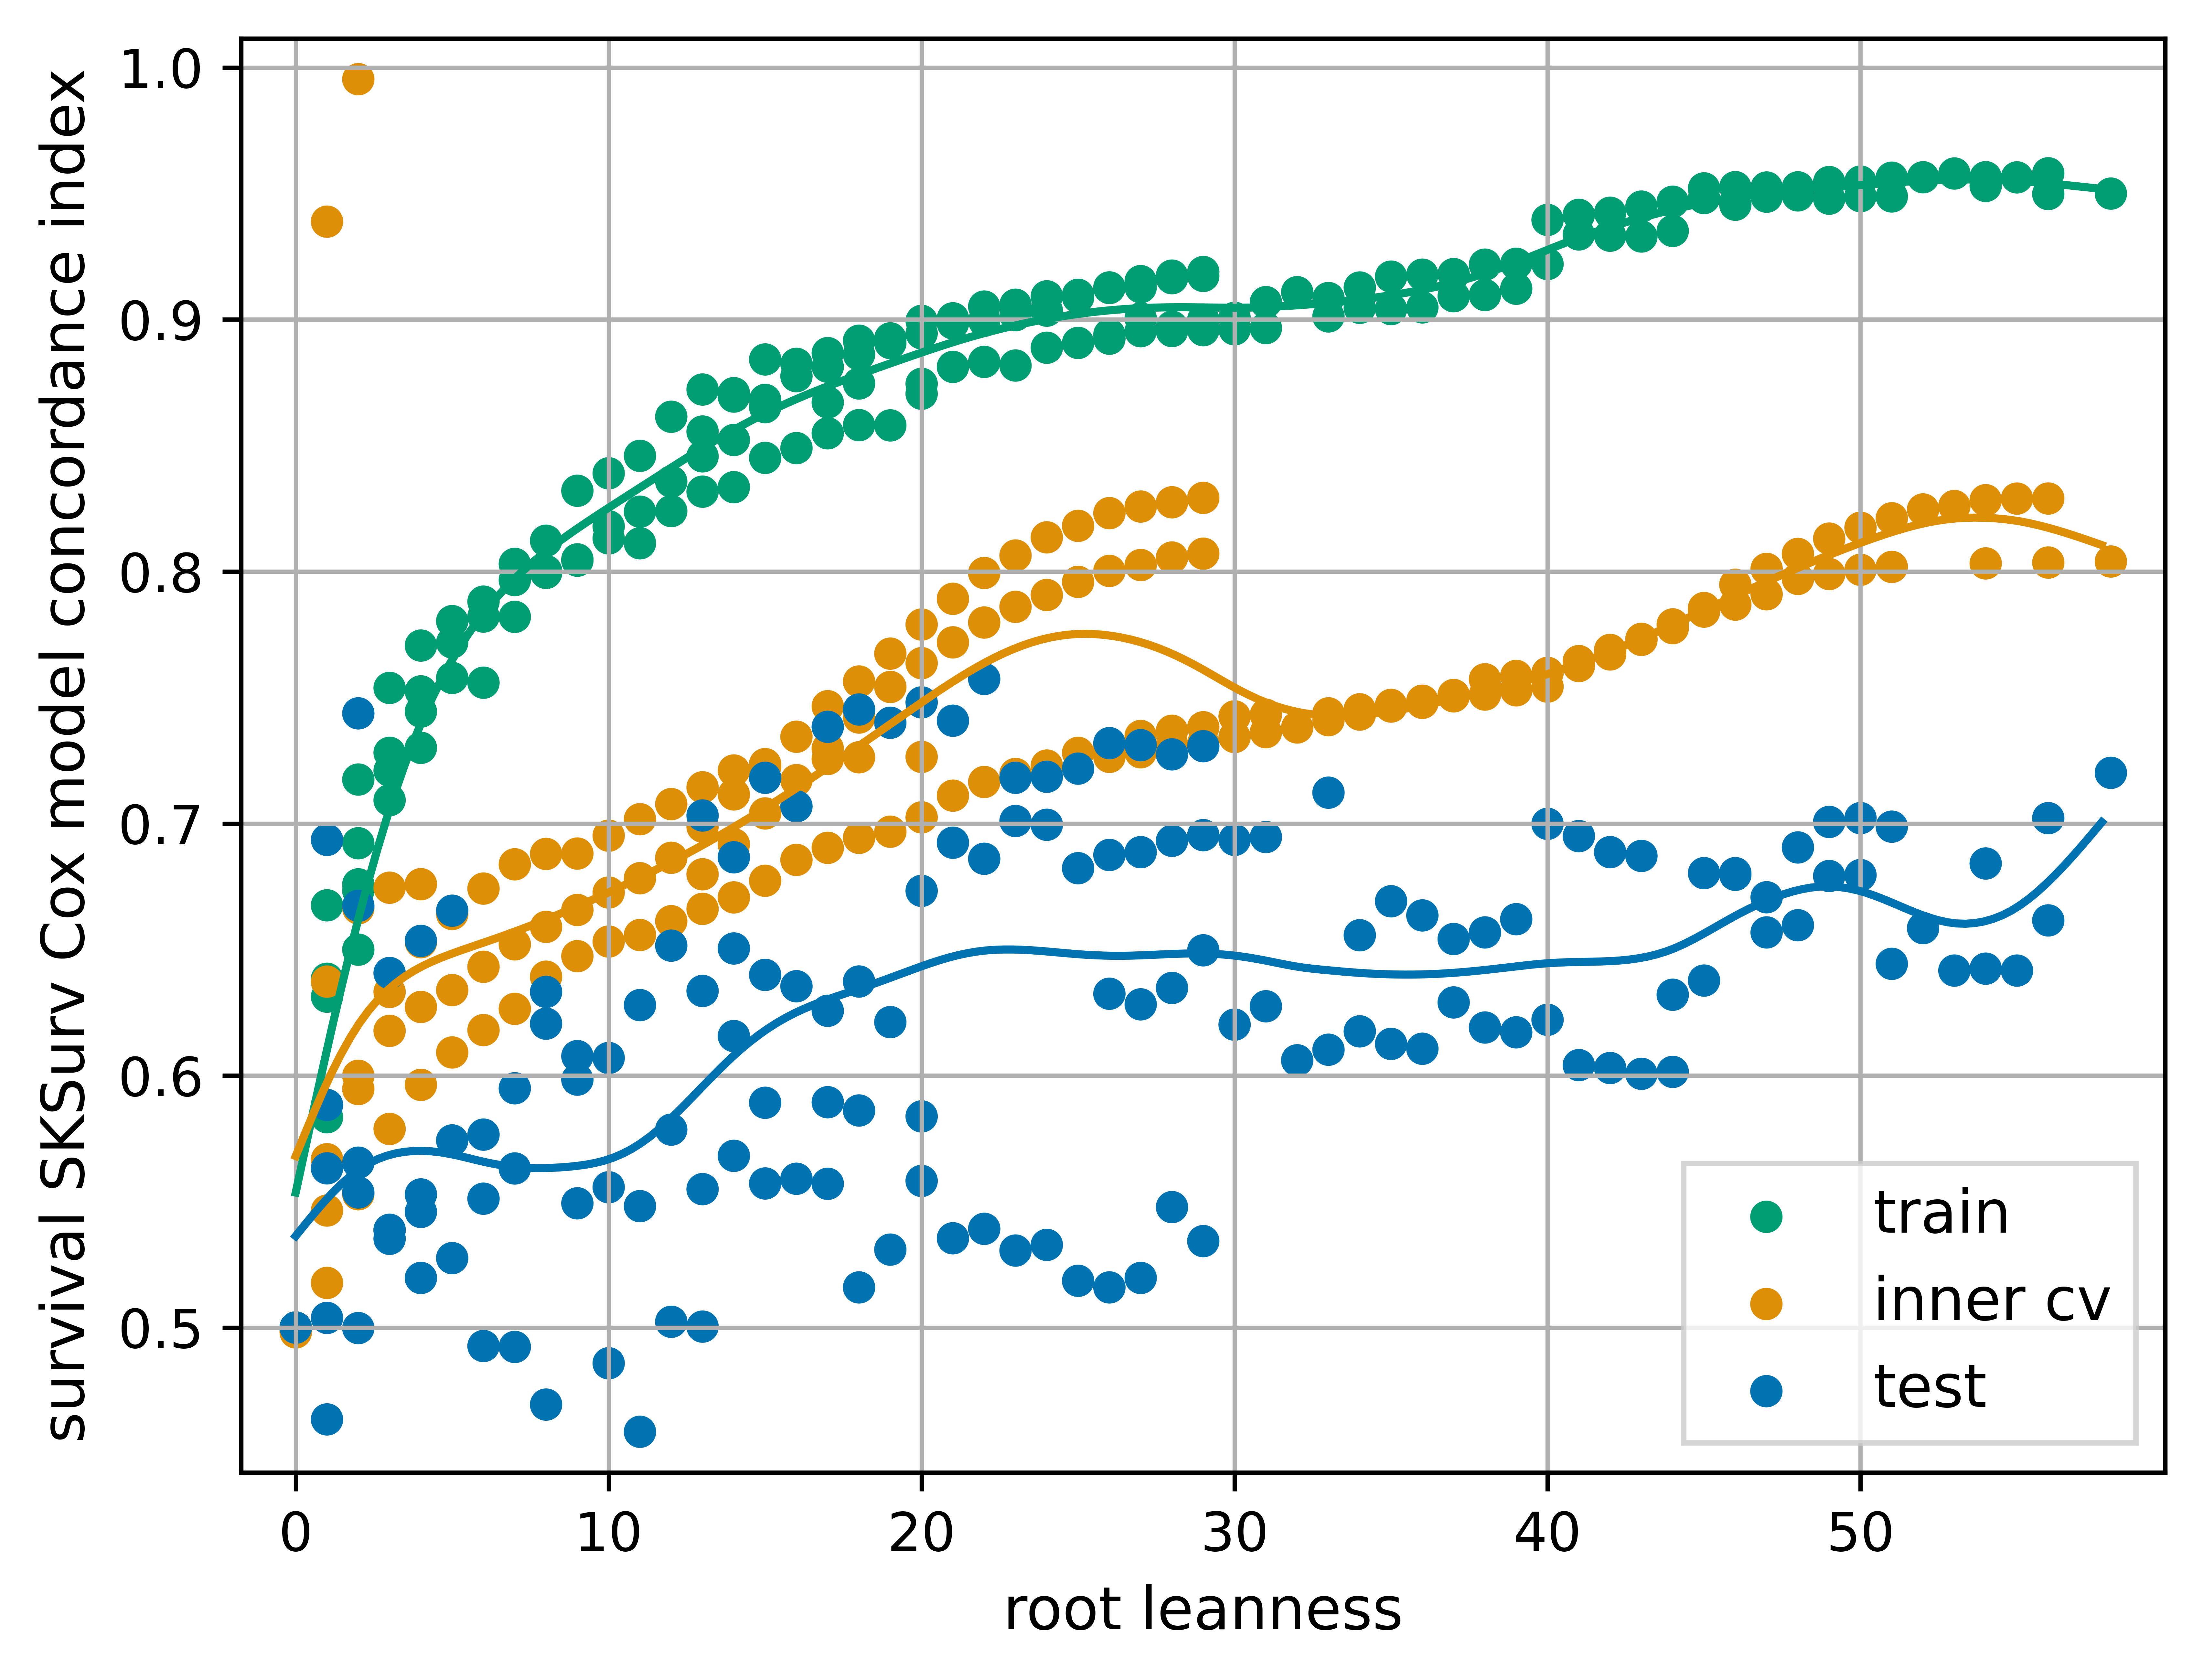 survival SKSurv Cox model concordance index
1.0
0.9
0.8
0.7
0.6
0.5
0 10 20 30 40 50
root leanness
train
inner cv
test